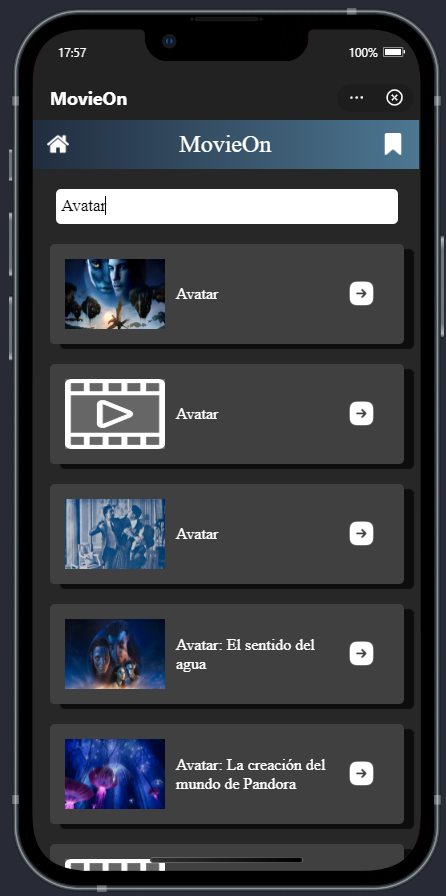 17:57
100%
MovieOn
MovieOn
Avatar
Avatar
Avatar
Avatar
Avatar: El sentido del
agua
Avatar: La creación del
mundo de Pandora